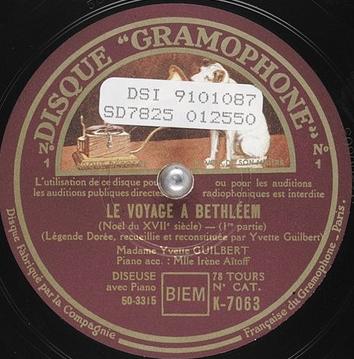 DISQUE "GRAMOPHONE"
DSI 9101087
SD7825 012550
No 1
No 1
L'utilisation de ce disque pour ou pour les auditions
les auditions publiques directes radiophoniques est interdite
LE VOYAGE A BETHLÉEM
(Noël du XVIIe siècle) — (1re partie)
(Légende Dorée, recueillie et reconstituée par Yvette Guilbert)
Madame Yvette GUILBERT
Piano acc. : Mlle Irène Aïtoff
DISEUSE
avec Piano
50-3315
BIEM
78 TOURS
No CAT.
K-7063
Disque fabriqué par la Compagnie Française du Gramophone - Paris.